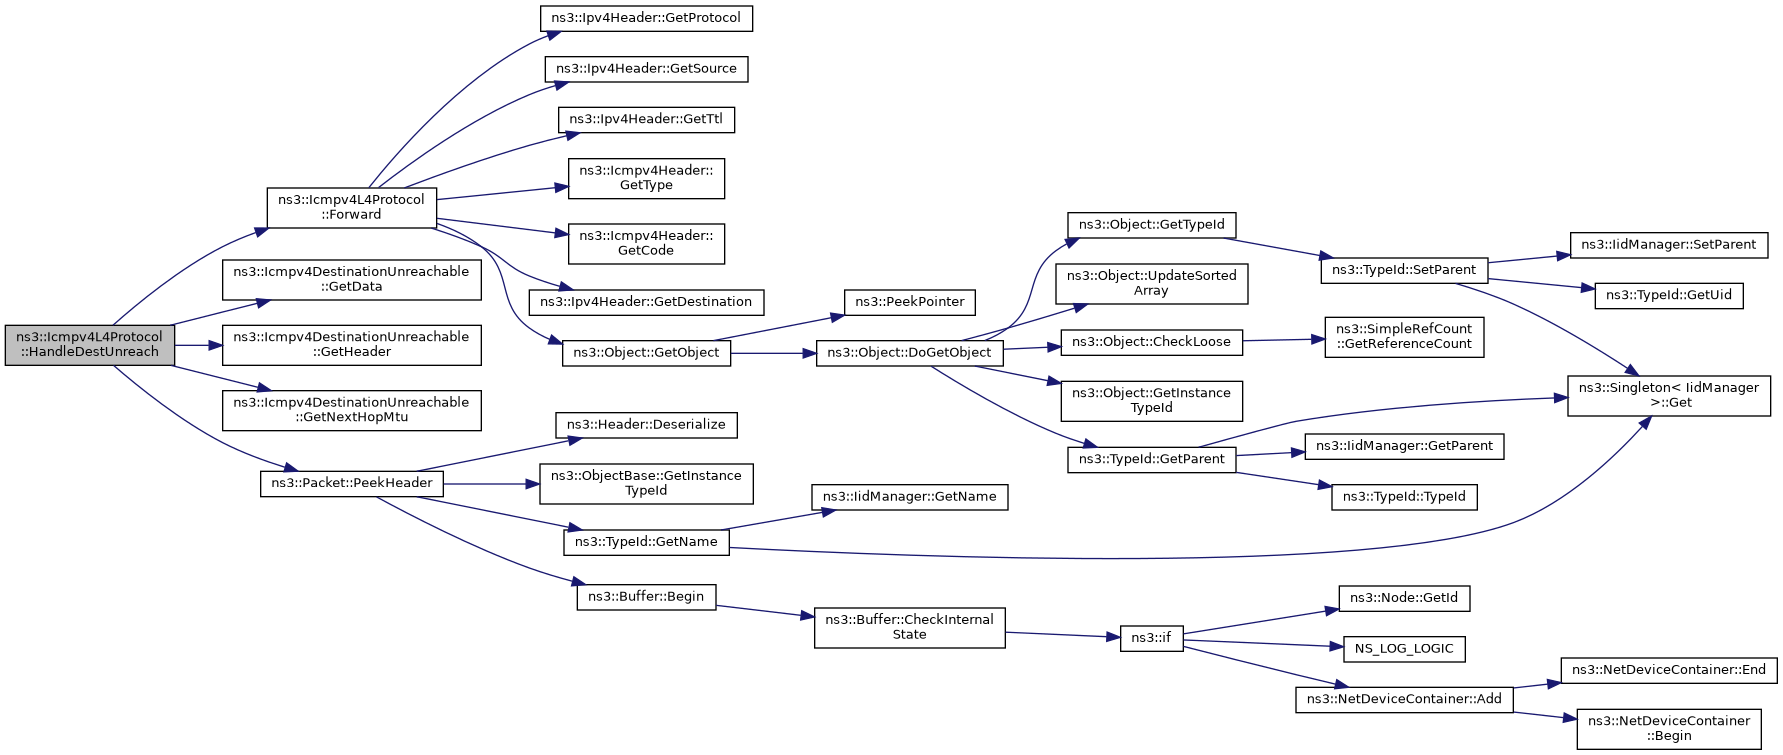 ns3::Ipv4Header::GetProtocol
ns3::Ipv4Header::GetSource
ns3::Ipv4Header::GetTtl
ns3::Icmpv4Header::
GetType
ns3::Icmpv4L4Protocol
::Forward
ns3::Icmpv4Header::
GetCode
ns3::Icmpv4DestinationUnreachable
::GetData
ns3::Ipv4Header::GetDestination
ns3::Icmpv4L4Protocol
::HandleDestUnreach
ns3::Icmpv4DestinationUnreachable
::GetHeader
ns3::Object::GetObject
ns3::Icmpv4DestinationUnreachable
::GetNextHopMtu
ns3::Packet::PeekHeader
ns3::Header::Deserialize
ns3::ObjectBase::GetInstance
TypeId
ns3::TypeId::GetName
ns3::Buffer::Begin
ns3::PeekPointer
ns3::Object::DoGetObject
ns3::IidManager::GetName
ns3::Buffer::CheckInternal
State
ns3::Object::GetTypeId
ns3::Object::UpdateSorted
Array
ns3::Object::CheckLoose
ns3::Object::GetInstance
TypeId
ns3::TypeId::GetParent
ns3::if
ns3::TypeId::SetParent
ns3::SimpleRefCount
::GetReferenceCount
ns3::IidManager::GetParent
ns3::TypeId::TypeId
ns3::Node::GetId
NS_LOG_LOGIC
ns3::NetDeviceContainer::Add
ns3::IidManager::SetParent
ns3::TypeId::GetUid
ns3::Singleton< IidManager
>::Get
ns3::NetDeviceContainer::End
ns3::NetDeviceContainer
::Begin